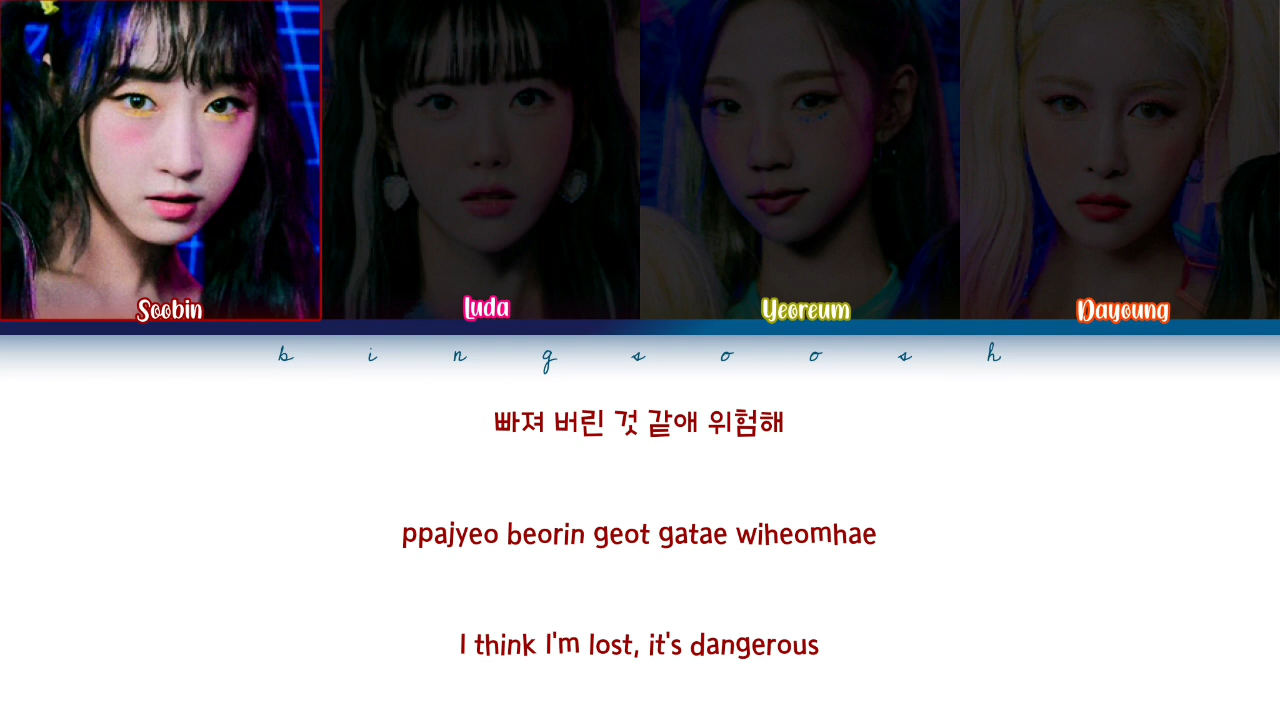 Soobin Luda Yeoreum Dayoung
b i n g s o o s h
빠져 버린 것 같애 위험해
ppajyeo beorin geot gatae wiheomhae
I think I'm lost, it's dangerous